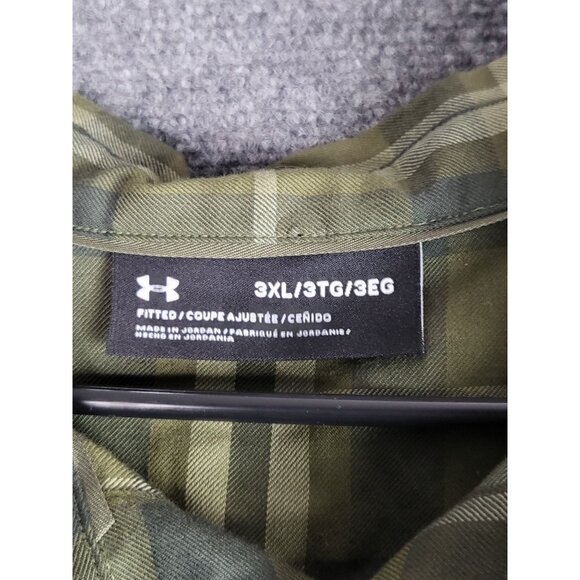 3XL/3TG/3EG
FITTED/COUPE AJUSTÉE/CEÑIDO
MADE IN JORDAN/FABRIQUÉ EN JORDANIE/
HECHO EN JORDANIA